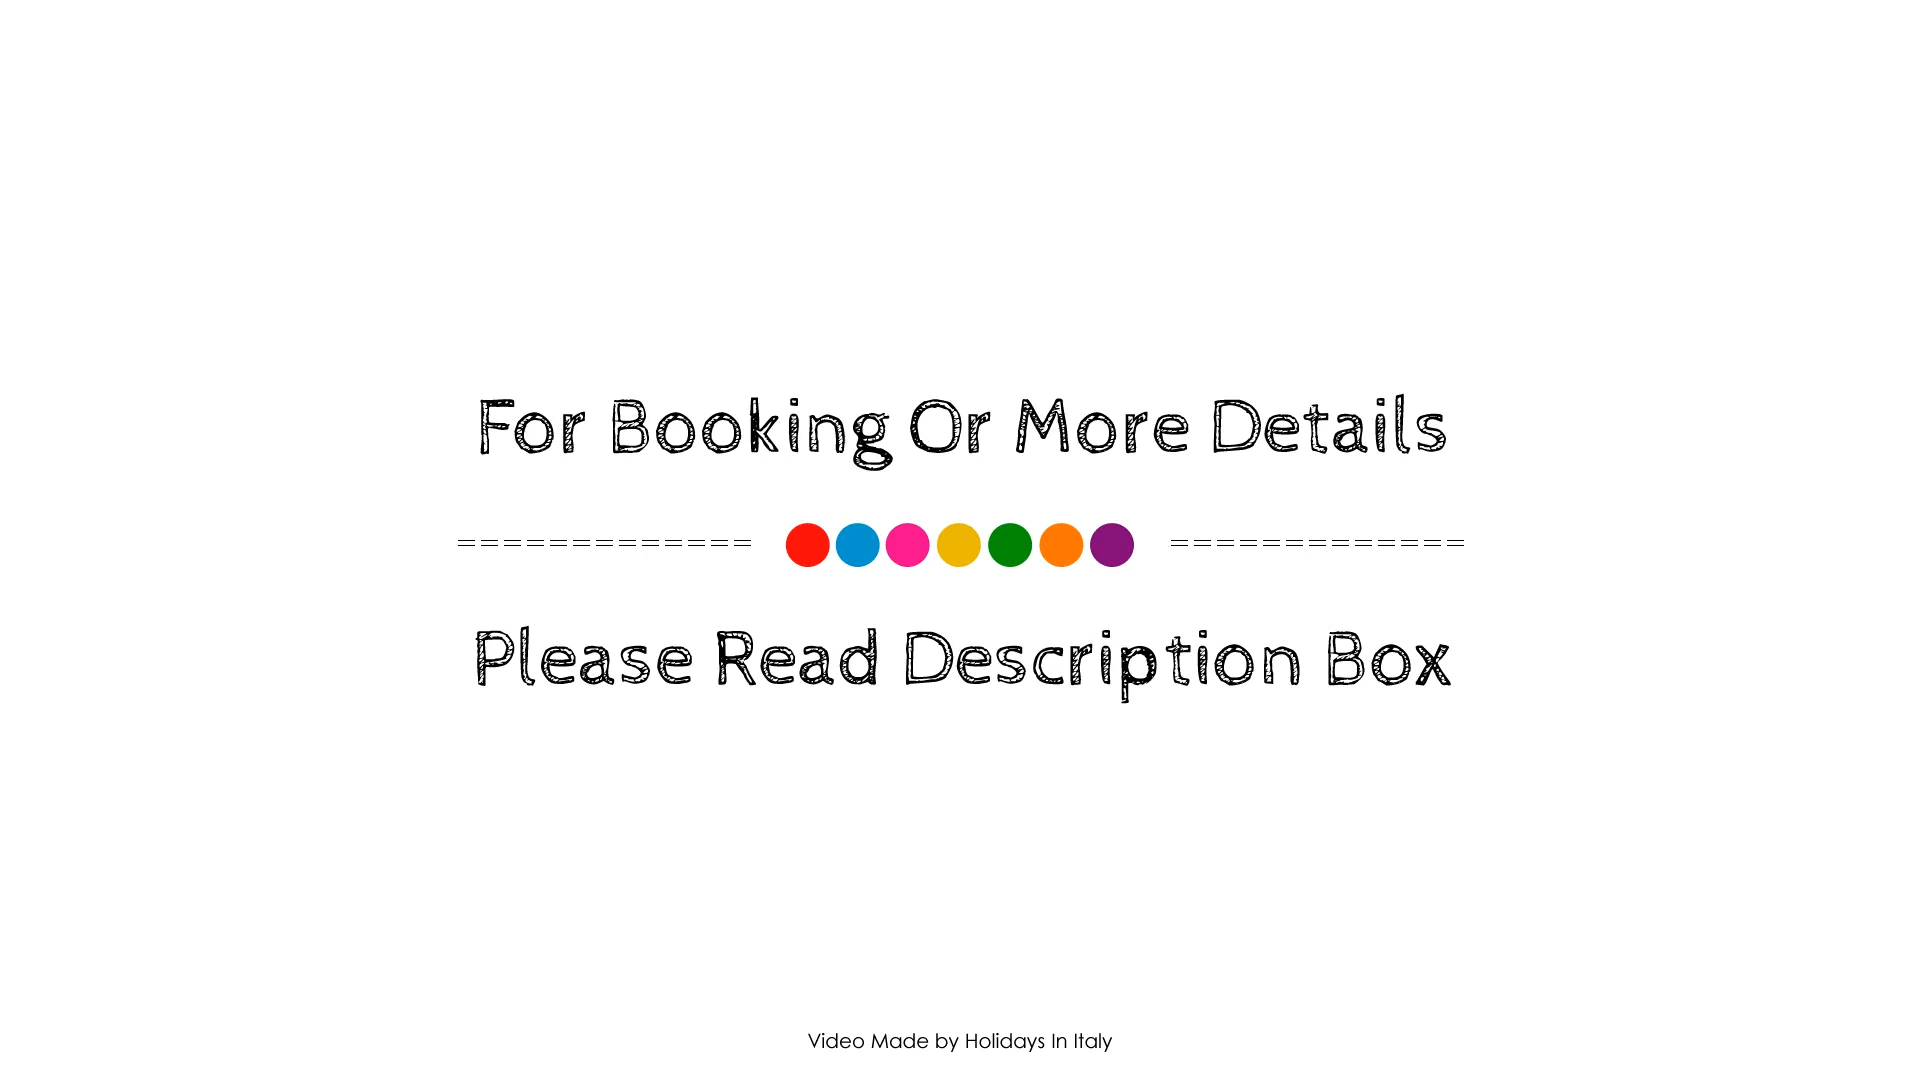 For Booking Or More Details
============= =============
Please Read Description Box
Video Made by Holidays In Italy